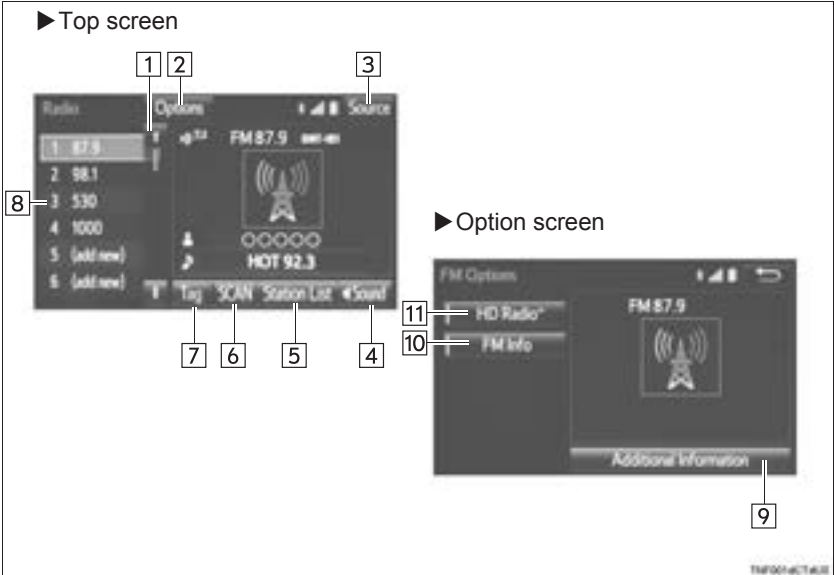 ▶Top screen
1 2 3
Radio Options Source
FM 87.9
1 87.9
2 98.1
8 3 530
4 1000
5 (add new)
6 (add new)
○○○○○
HOT 92.3
Tag SCAN Station List ◀Sound
7 6 5 4
▶Option screen
FM Options
11 HD Radio™
10 FM Info
FM 87.9
Additional Information
9